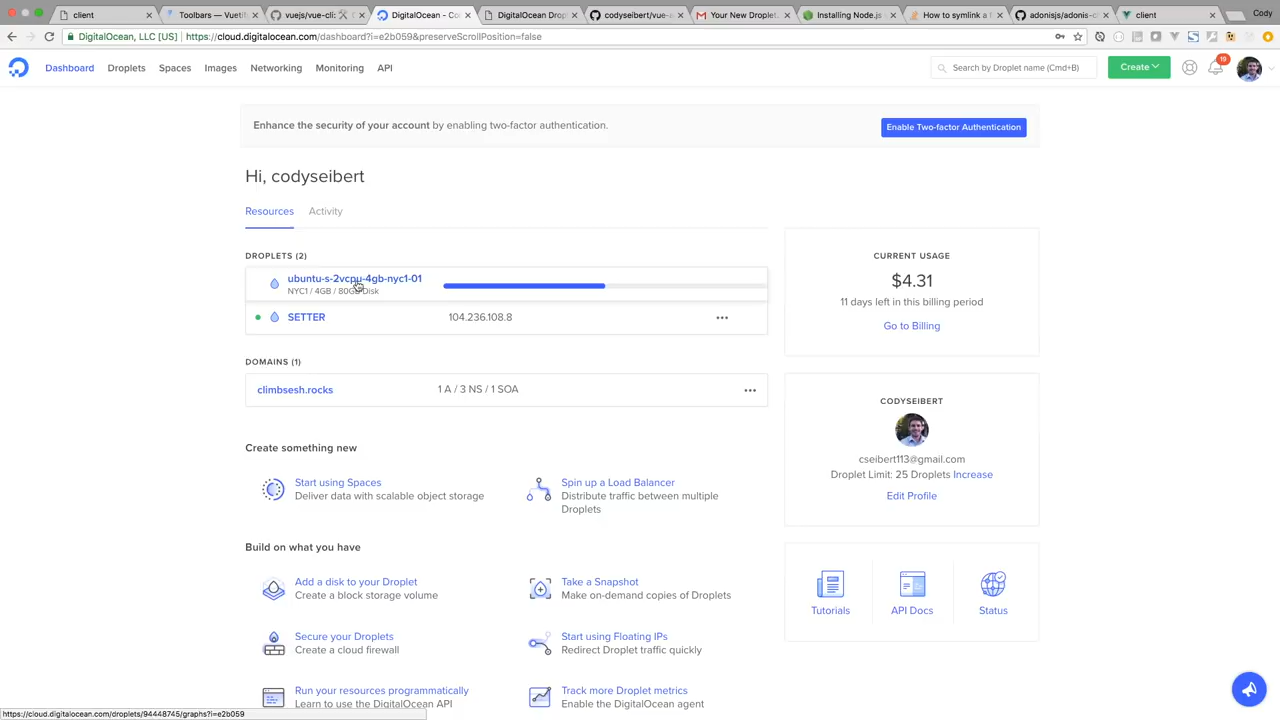 client
Toolbars — Vuetif
vuejs/vue-cli: 🛠
DigitalOcean - Co
DigitalOcean Drop
codyseibert/vue-a
Your New Droplet
Installing Node.js
How to symlink a f
adonisjs/adonis-c
client
Cody
DigitalOcean, LLC [US] | https://cloud.digitalocean.com/dashboard?i=e2b059&preserveScrollPosition=false
Dashboard Droplets Spaces Images Networking Monitoring API
Search by Droplet name (Cmd+B)
Create
19
Enhance the security of your account by enabling two-factor authentication.
Enable Two-factor Authentication
Hi, codyseibert
Resources Activity
DROPLETS (2)
ubuntu-s-2vcpu-4gb-nyc1-01
NYC1 / 4GB / 80GB Disk
SETTER 104.236.108.8
DOMAINS (1)
climbsesh.rocks 1 A / 3 NS / 1 SOA
Create something new
Start using Spaces
Deliver data with scalable object storage
Spin up a Load Balancer
Distribute traffic between multiple
Droplets
Build on what you have
Add a disk to your Droplet
Create a block storage volume
Take a Snapshot
Make on-demand copies of Droplets
Secure your Droplets
Create a cloud firewall
Start using Floating IPs
Redirect Droplet traffic quickly
Run your resources programmatically
Learn to use the DigitalOcean API
Track more Droplet metrics
Enable the DigitalOcean agent
CURRENT USAGE
$4.31
11 days left in this billing period
Go to Billing
CODYSEIBERT
cseibert113@gmail.com
Droplet Limit: 25 Droplets Increase
Edit Profile
Tutorials
API Docs
Status
https://cloud.digitalocean.com/droplets/94448745/graphs?i=e2b059